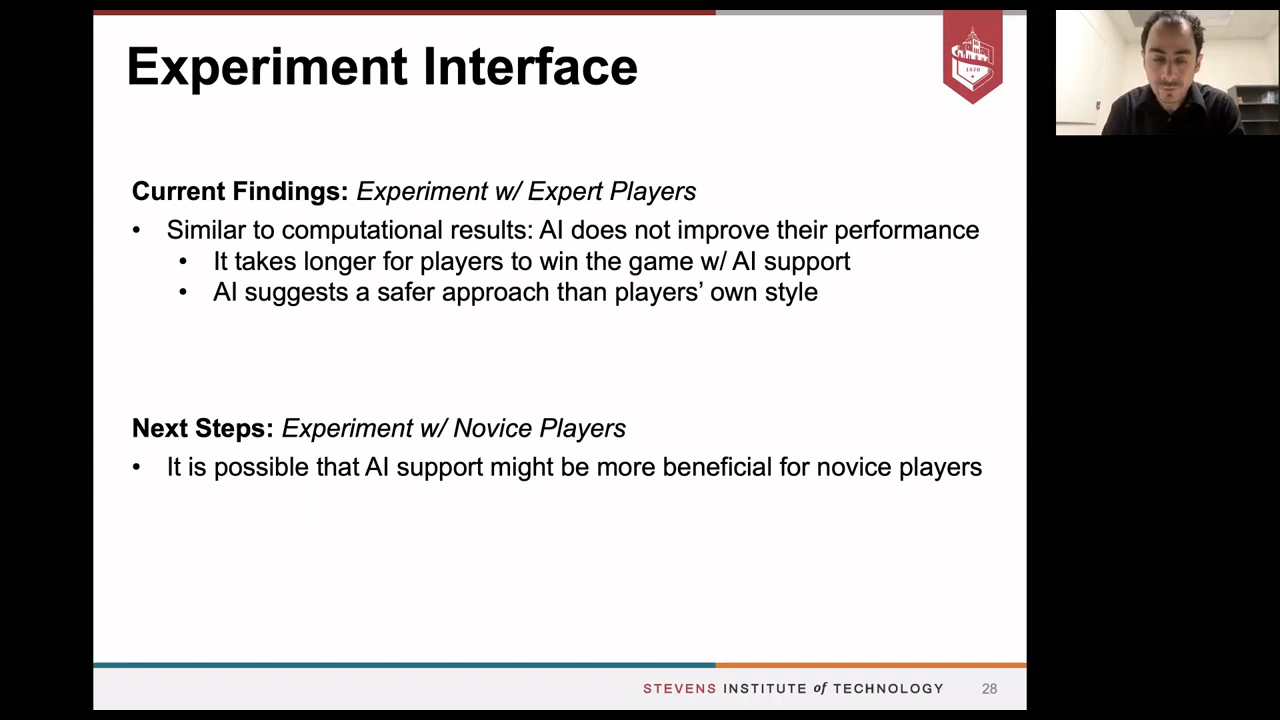 Experiment Interface
1870
Current Findings: Experiment w/ Expert Players
• Similar to computational results: AI does not improve their performance
• It takes longer for players to win the game w/ AI support
• AI suggests a safer approach than players’ own style
Next Steps: Experiment w/ Novice Players
• It is possible that AI support might be more beneficial for novice players
STEVENS INSTITUTE of TECHNOLOGY 28